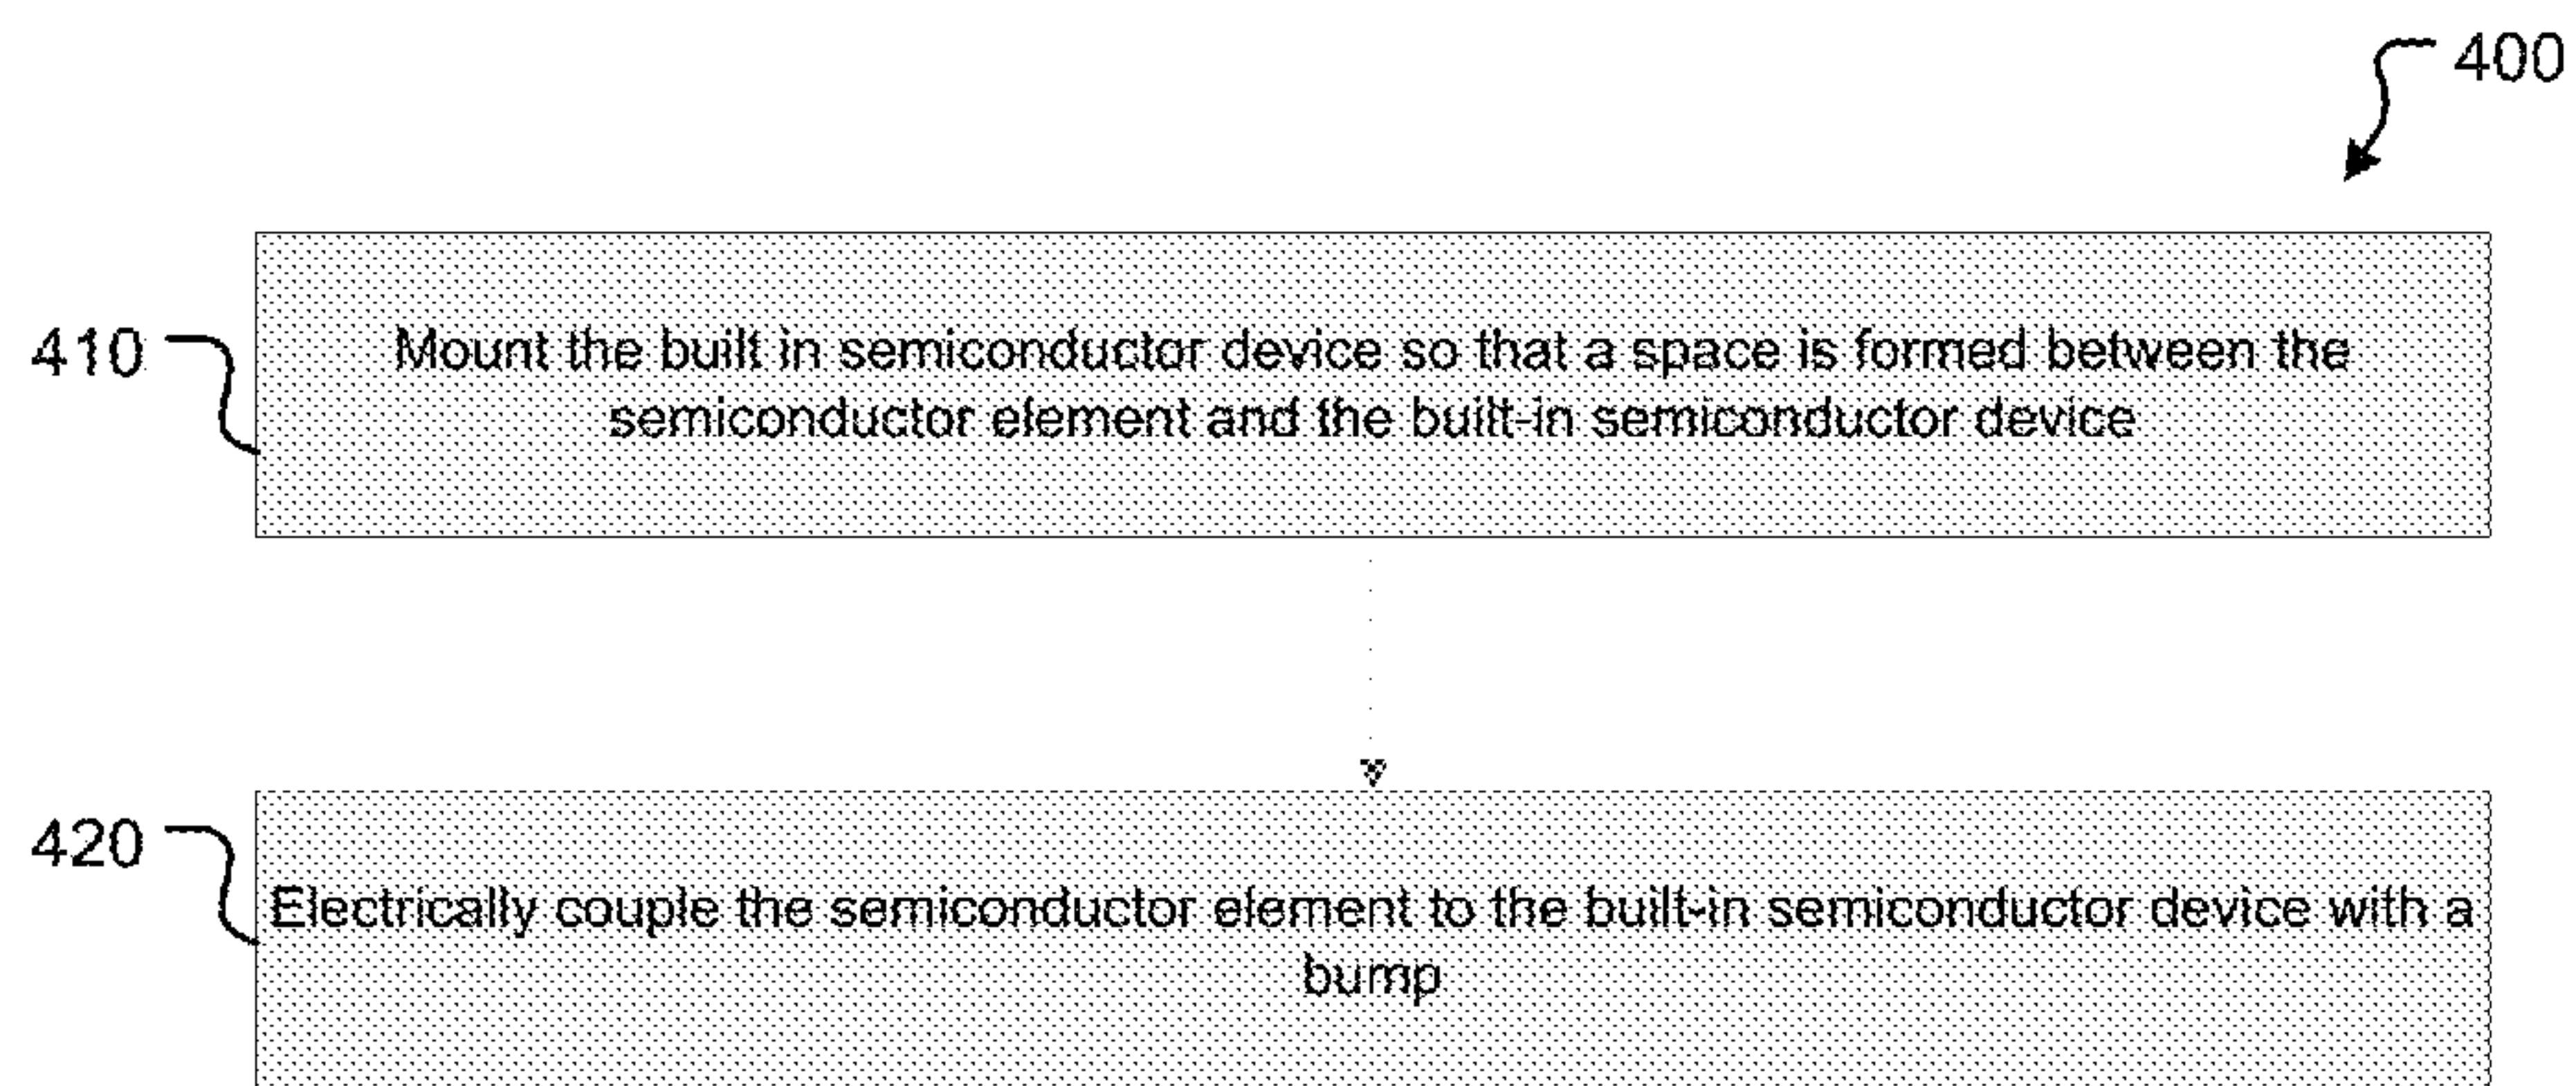 400
410
Mount the built in semiconductor device so that a space is formed between the
semiconductor element and the built-in semiconductor device
420
Electrically couple the semiconductor element to the built-in semiconductor device with a
bump